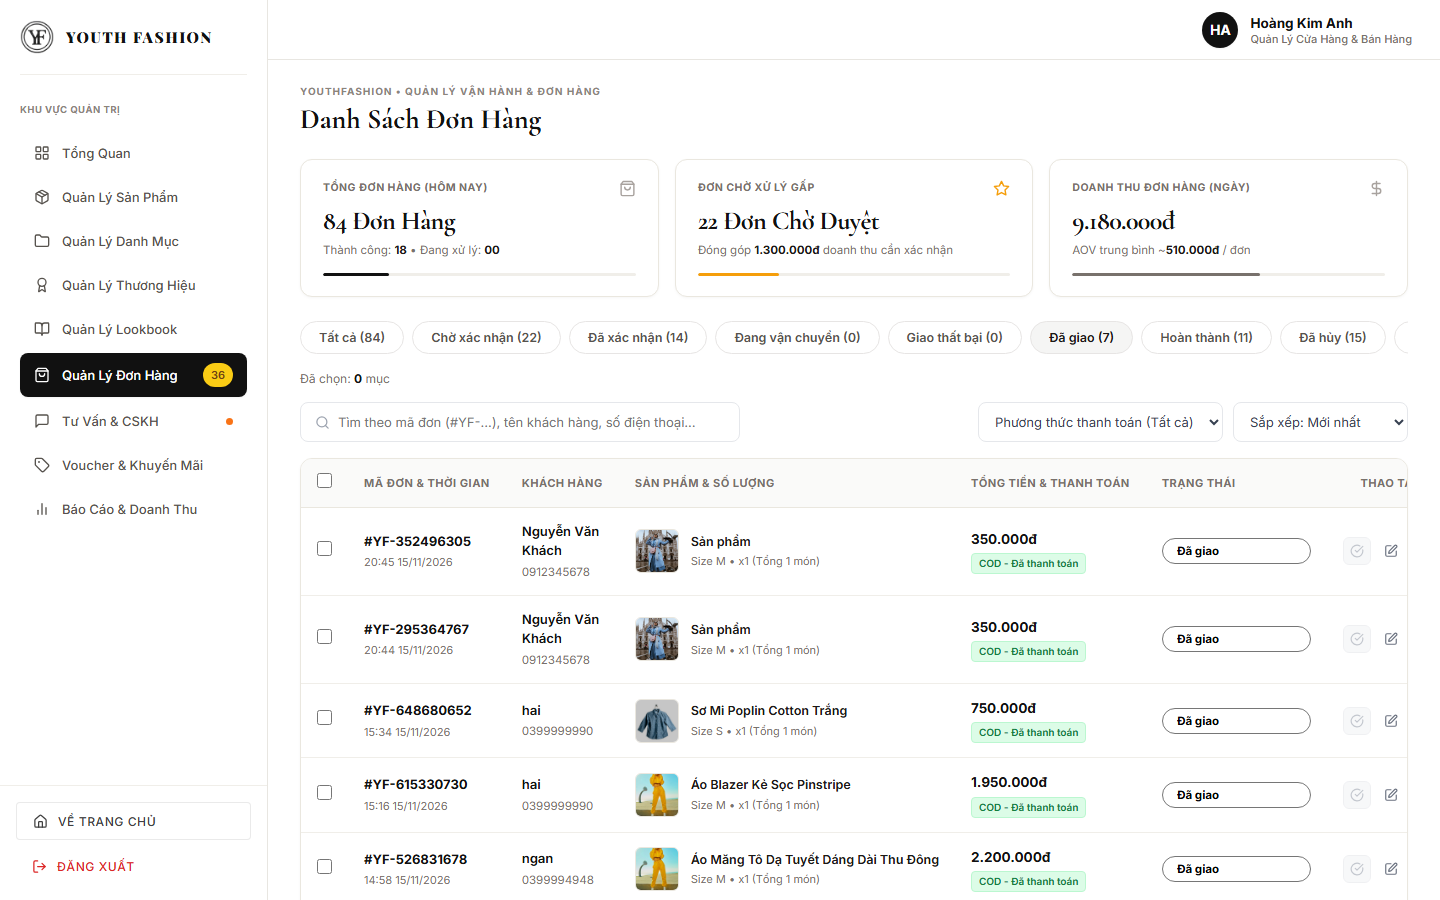 YF YOUTH FASHION
KHU VỰC QUẢN TRỊ
Tổng Quan
Quản Lý Sản Phẩm
Quản Lý Danh Mục
Quản Lý Thương Hiệu
Quản Lý Lookbook
Quản Lý Đơn Hàng 36
Tư Vấn & CSKH
Voucher & Khuyến Mãi
Báo Cáo & Doanh Thu
VỀ TRANG CHỦ
ĐĂNG XUẤT
HA
Hoàng Kim Anh
Quản Lý Cửa Hàng & Bán Hàng
YOUTHFASHION • QUẢN LÝ VẬN HÀNH & ĐƠN HÀNG
Danh Sách Đơn Hàng
TỔNG ĐƠN HÀNG (HÔM NAY)
84 Đơn Hàng
Thành công: 18 • Đang xử lý: 00
ĐƠN CHỜ XỬ LÝ GẤP
22 Đơn Chờ Duyệt
Đóng góp 1.300.000đ doanh thu cần xác nhận
DOANH THU ĐƠN HÀNG (NGÀY)
9.180.000đ
AOV trung bình ~510.000đ / đơn
Tất cả (84) Chờ xác nhận (22) Đã xác nhận (14) Đang vận chuyển (0) Giao thất bại (0) Đã giao (7) Hoàn thành (11) Đã hủy (15)
Đã chọn: 0 mục
Tìm theo mã đơn (#YF-...), tên khách hàng, số điện thoại...
Phương thức thanh toán (Tất cả) Sắp xếp: Mới nhất
MÃ ĐƠN & THỜI GIAN KHÁCH HÀNG SẢN PHẨM & SỐ LƯỢNG TỔNG TIỀN & THANH TOÁN TRẠNG THÁI THAO TÁ
#YF-352496305
20:45 15/11/2026
Nguyễn Văn
Khách
0912345678
Sản phẩm
Size M • x1 (Tổng 1 món)
350.000đ
COD - Đã thanh toán
Đã giao
#YF-295364767
20:44 15/11/2026
Nguyễn Văn
Khách
0912345678
Sản phẩm
Size M • x1 (Tổng 1 món)
350.000đ
COD - Đã thanh toán
Đã giao
#YF-648680652
15:34 15/11/2026
hai
0399999990
Sơ Mi Poplin Cotton Trắng
Size S • x1 (Tổng 1 món)
750.000đ
COD - Đã thanh toán
Đã giao
#YF-615330730
15:16 15/11/2026
hai
0399999990
Áo Blazer Kẻ Sọc Pinstripe
Size M • x1 (Tổng 1 món)
1.950.000đ
COD - Đã thanh toán
Đã giao
#YF-526831678
14:58 15/11/2026
ngan
0399994948
Áo Măng Tô Dạ Tuyết Dáng Dài Thu Đông
Size M • x1 (Tổng 1 món)
2.200.000đ
COD - Đã thanh toán
Đã giao